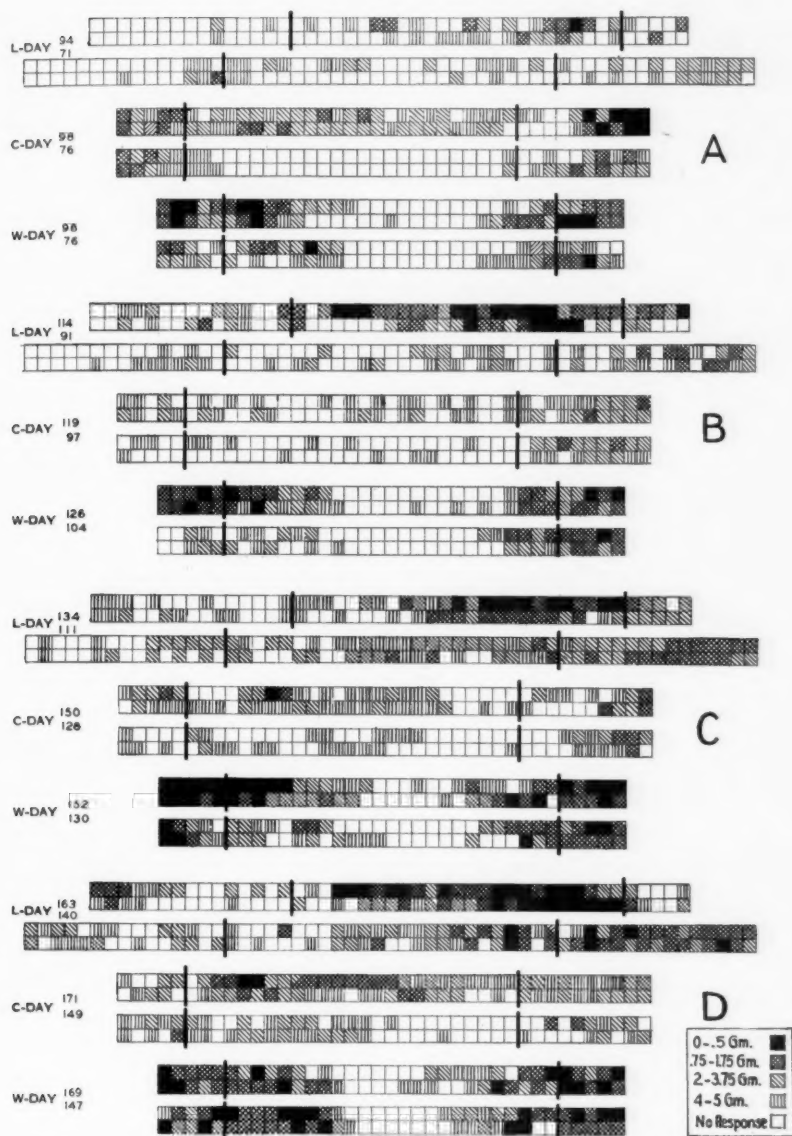 L-DAY 94
71
C-DAY 98
76
A
W-DAY 98
76
L-DAY 114
91
C-DAY 119
97
B
W-DAY 126
104
L-DAY 134
111
C-DAY 150
128
C
W-DAY 152
130
L-DAY 163
140
C-DAY 171
149
D
W-DAY 169
147
0-.5 Gm.
.75-1.75 Gm.
2-3.75 Gm.
4-5 Gm.
No Response